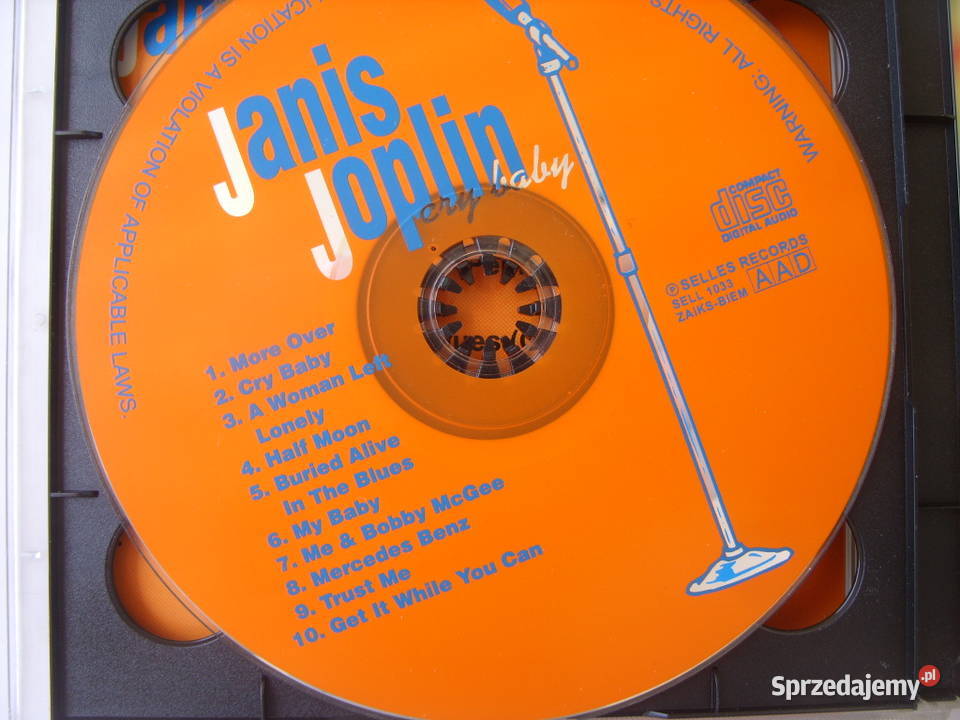 Janis
Joplin
cry baby
COMPACT
disc
DIGITAL AUDIO
℗ SELLES RECORDS
SELL 1033
ZAiKS-BIEM
AAD
1. More Over
2. Cry Baby
3. A Woman Left
Lonely
4. Half Moon
5. Buried Alive
In The Blues
6. My Baby
7. Me & Bobby McGee
8. Mercedes Benz
9. Trust Me
10. Get It While You Can
WARNING: ALL RIGHTS
LICATION IS A VIOLATION OF APPLICABLE LAWS.
Sprzedajemy.pl